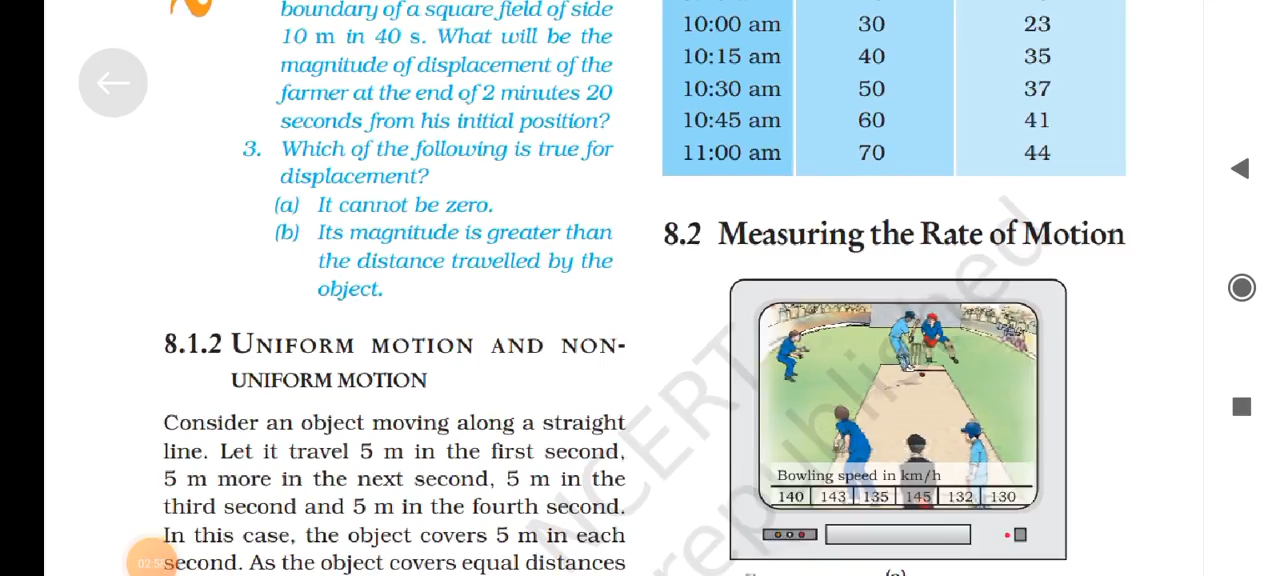 boundary of a square field of side
10 m in 40 s. What will be the
magnitude of displacement of the
farmer at the end of 2 minutes 20
seconds from his initial position?
3. Which of the following is true for
displacement?
(a) It cannot be zero.
(b) Its magnitude is greater than
the distance travelled by the
object.
8.1.2 UNIFORM MOTION AND NON-
UNIFORM MOTION
Consider an object moving along a straight
line. Let it travel 5 m in the first second,
5 m more in the next second, 5 m in the
third second and 5 m in the fourth second.
In this case, the object covers 5 m in each
second. As the object covers equal distances
02:5
10:00 am 30 23
10:15 am 40 35
10:30 am 50 37
10:45 am 60 41
11:00 am 70 44
8.2 Measuring the Rate of Motion
Bowling speed in km/h
140 143 135 145 132 130
(a)
NCERT
republished